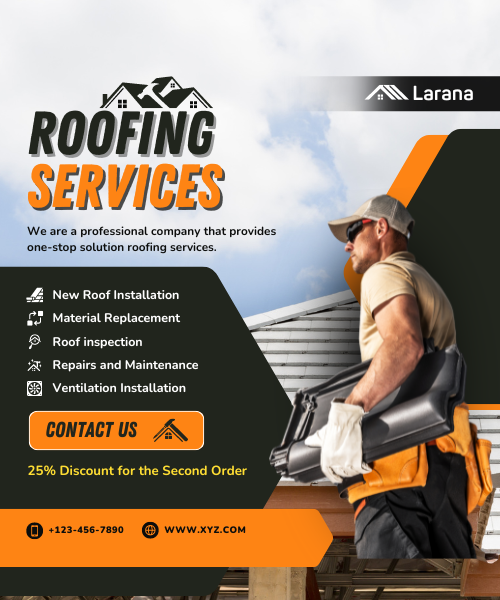 Larana
ROOFING
SERVICES
We are a professional company that provides
one-stop solution roofing services.
New Roof Installation
Material Replacement
Roof inspection
Repairs and Maintenance
Ventilation Installation
CONTACT US
25% Discount for the Second Order
+123-456-7890
WWW.XYZ.COM